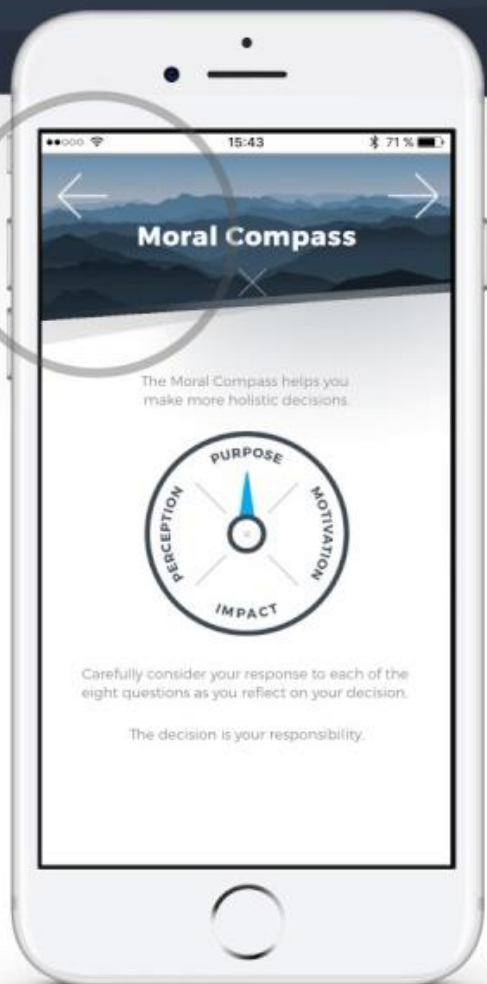 15:43
71 %
Moral Compass
The Moral Compass helps you
make more holistic decisions.
PURPOSE
PERCEPTION
MOTIVATION
IMPACT
Carefully consider your response to each of the
eight questions as you reflect on your decision.
The decision is your responsibility.